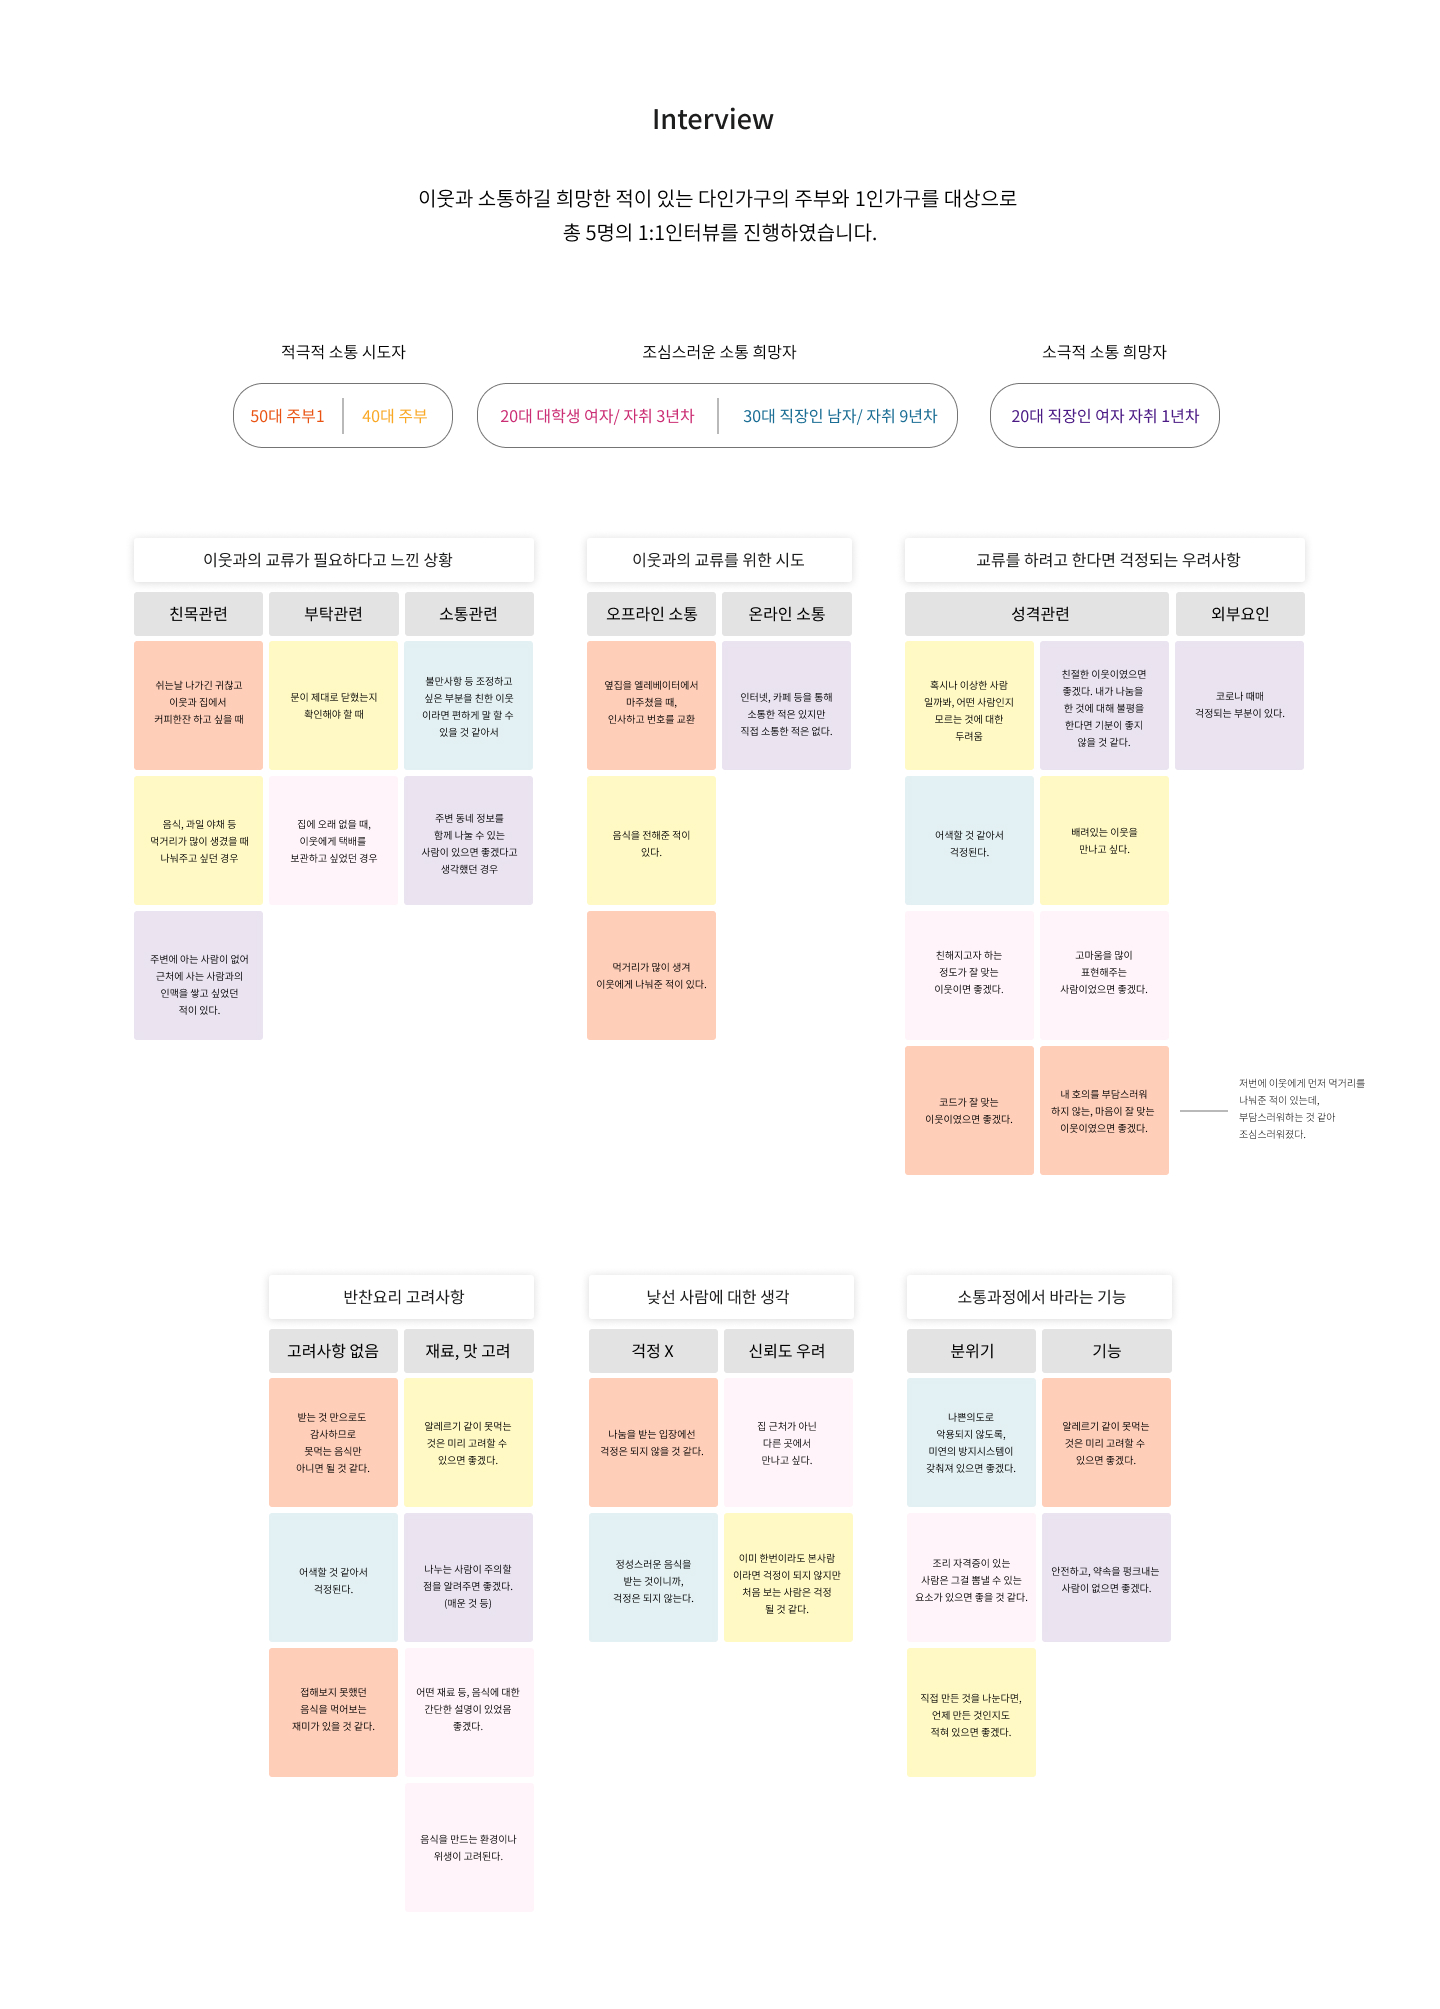 Interview
이웃과 소통하길 희망한 적이 있는 다인가구의 주부와 1인가구를 대상으로
총 5명의 1:1인터뷰를 진행하였습니다.
적극적 소통 시도자
50대 주부1
40대 주부
조심스러운 소통 희망자
20대 대학생 여자/ 자취 3년차
30대 직장인 남자/ 자취 9년차
소극적 소통 희망자
20대 직장인 여자 자취 1년차
이웃과의 교류가 필요하다고 느낀 상황
친목관련
부탁관련
소통관련
쉬는날 나가긴 귀찮고
이웃과 집에서
커피한잔 하고 싶을 때
문이 제대로 닫혔는지
확인해야 할 때
불만사항 등 조정하고
싶은 부분을 친한 이웃
이라면 편하게 말 할 수
있을 것 같아서
음식, 과일 야채 등
먹거리가 많이 생겼을 때
나눠주고 싶던 경우
집에 오래 없을 때,
이웃에게 택배를
보관하고 싶었던 경우
주변 동네 정보를
함께 나눌 수 있는
사람이 있으면 좋겠다고
생각했던 경우
주변에 아는 사람이 없어
근처에 사는 사람과의
인맥을 쌓고 싶었던
적이 있다.
이웃과의 교류를 위한 시도
오프라인 소통
온라인 소통
옆집을 엘레베이터에서
마주쳤을 때,
인사하고 번호를 교환
인터넷, 카페 등을 통해
소통한 적은 있지만
직접 소통한 적은 없다.
음식을 전해준 적이
있다.
먹거리가 많이 생겨
이웃에게 나눠준 적이 있다.
교류를 하려고 한다면 걱정되는 우려사항
성격관련
외부요인
혹시나 이상한 사람
일까봐, 어떤 사람인지
모르는 것에 대한
두려움
친절한 이웃이였으면
좋겠다. 내가 나눔을
한 것에 대해 불평을
한다면 기분이 좋지
않을 것 같다.
코로나 때매
걱정되는 부분이 있다.
어색할 것 같아서
걱정된다.
배려있는 이웃을
만나고 싶다.
친해지고자 하는
정도가 잘 맞는
이웃이면 좋겠다.
고마움을 많이
표현해주는
사람이었으면 좋겠다.
코드가 잘 맞는
이웃이였으면 좋겠다.
내 호의를 부담스러워
하지 않는, 마음이 잘 맞는
이웃이였으면 좋겠다.
저번에 이웃에게 먼저 먹거리를
나눠준 적이 있는데,
부담스러워하는 것 같아
조심스러워졌다.
반찬요리 고려사항
고려사항 없음
재료, 맛 고려
받는 것 만으로도
감사하므로
못먹는 음식만
아니면 될 것 같다.
알레르기 같이 못먹는
것은 미리 고려할 수
있으면 좋겠다.
어색할 것 같아서
걱정된다.
나누는 사람이 주의할
점을 알려주면 좋겠다.
(매운 것 등)
접해보지 못했던
음식을 먹어보는
재미가 있을 것 같다.
어떤 재료 등, 음식에 대한
간단한 설명이 있었음
좋겠다.
음식을 만드는 환경이나
위생이 고려된다.
낯선 사람에 대한 생각
걱정 X
신뢰도 우려
나눔을 받는 입장에선
걱정은 되지 않을 것 같다.
집 근처가 아닌
다른 곳에서
만나고 싶다.
정성스러운 음식을
받는 것이니까,
걱정은 되지 않는다.
이미 한번이라도 본사람
이라면 걱정이 되지 않지만
처음 보는 사람은 걱정
될 것 같다.
소통과정에서 바라는 기능
분위기
기능
나쁜의도로
악용되지 않도록,
미연의 방지시스템이
갖춰져 있으면 좋겠다.
알레르기 같이 못먹는
것은 미리 고려할 수
있으면 좋겠다.
조리 자격증이 있는
사람은 그걸 뽐낼 수 있는
요소가 있으면 좋을 것 같다.
안전하고, 약속을 펑크내는
사람이 없으면 좋겠다.
직접 만든 것을 나눈다면,
언제 만든 것인지도
적혀 있으면 좋겠다.